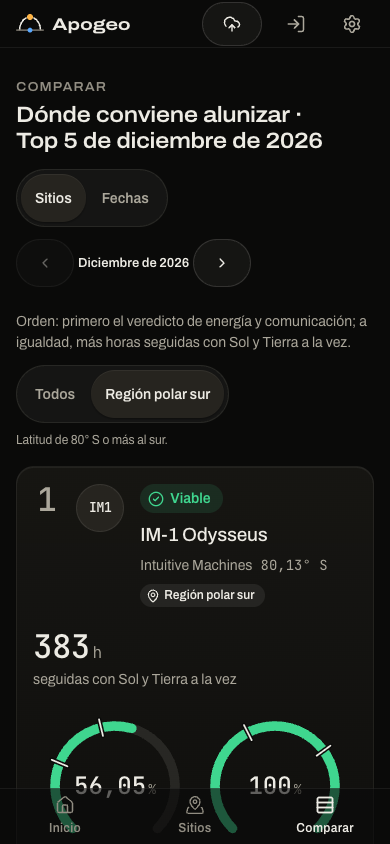 Apogeo
COMPARAR
Dónde conviene alunizar ·
Top 5 de diciembre de 2026
Sitios
Fechas
Diciembre de 2026
Orden: primero el veredicto de energía y comunicación; a
igualdad, más horas seguidas con Sol y Tierra a la vez.
Todos
Región polar sur
Latitud de 80° S o más al sur.
1
IM1
Viable
IM-1 Odysseus
Intuitive Machines 80,13° S
Región polar sur
383 h
seguidas con Sol y Tierra a la vez
56,05%
100%
Inicio
Sitios
Comparar